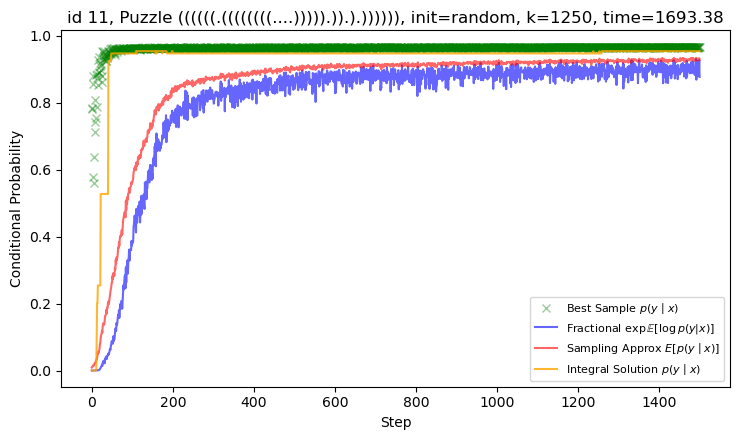 id 11, Puzzle ((((((.((((((((....))))).)).).)))))), init=random, k=1250, time=1693.38
1.0
0.8
0.6
0.4
0.2
0.0
Conditional Probability
0
200
400
600
800
1000
1200
1400
Step
Best Sample p(y | x)
Fractional exp𝔼[log p(y|x)]
Sampling Approx E[p(y | x)]
Integral Solution p(y | x)